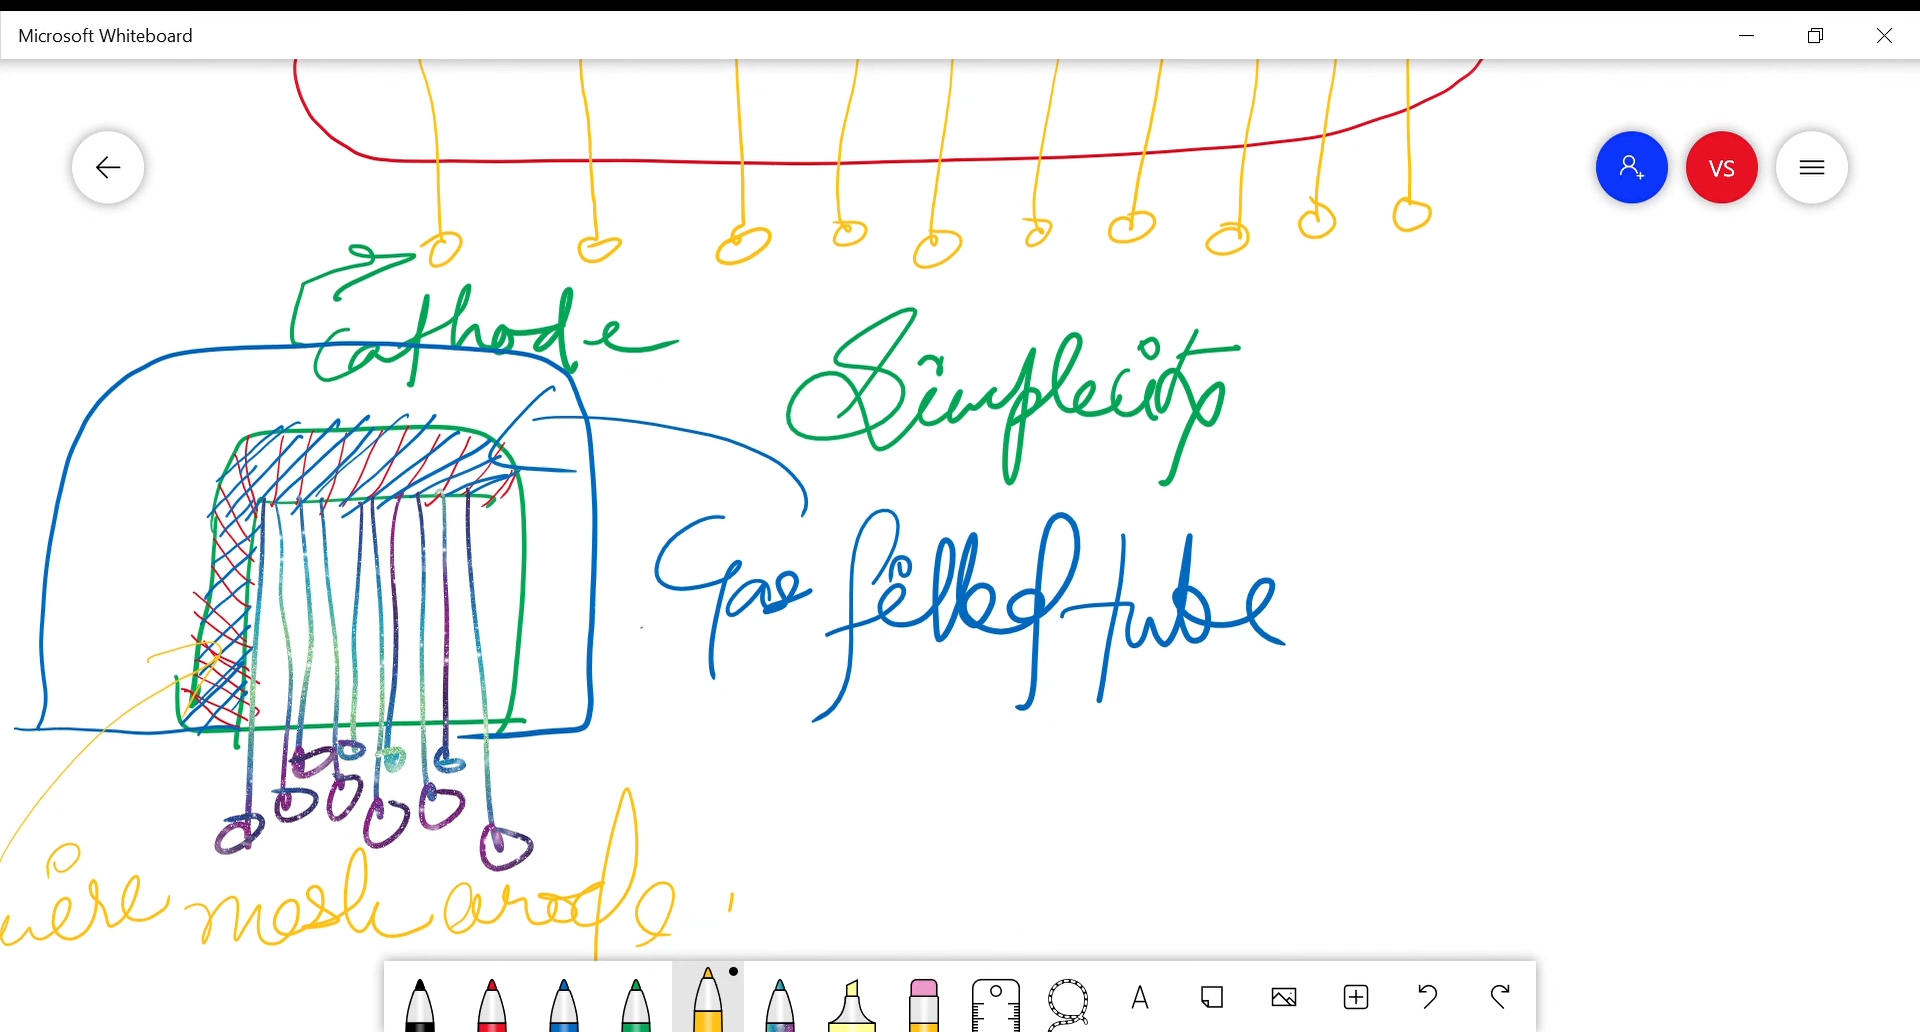 Microsoft Whiteboard
VS
Cathode
Simplicity
Gas filled tube
wire mesh anode